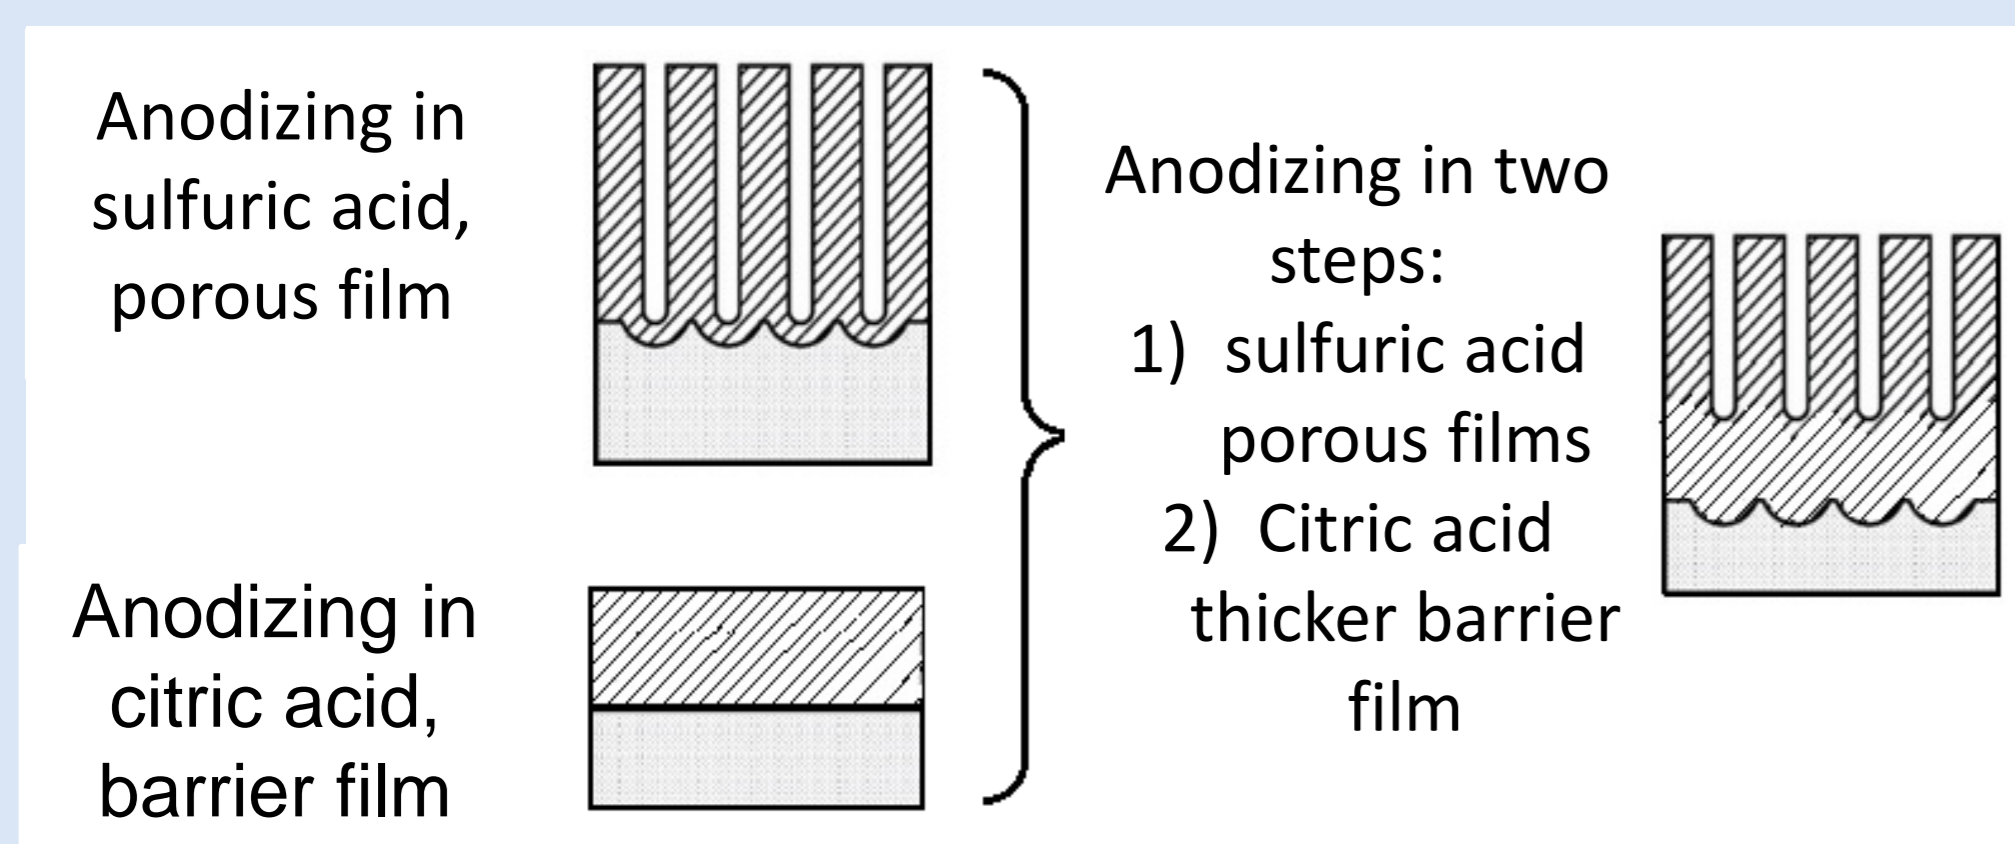 Anodizing in
sulfuric acid,
porous film
Anodizing in
citric acid,
barrier film
Anodizing in two
steps:
1) sulfuric acid
porous films
2) Citric acid
thicker barrier
film